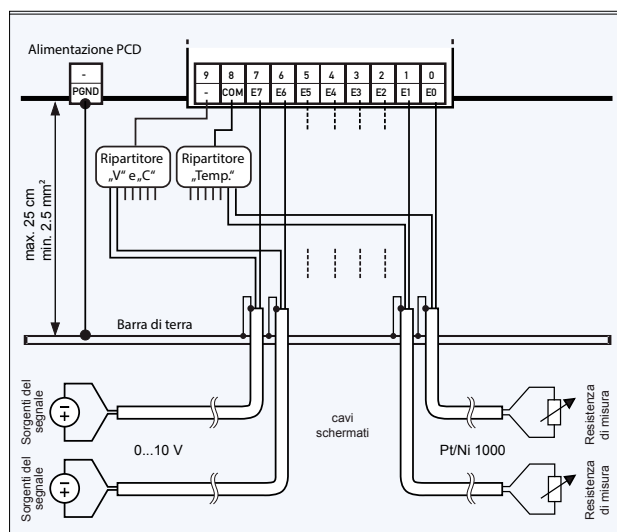 Alimentazione PCD
-
PGND
9 8 7 6 5 4 3 2 1 0
- COM E7 E6 E5 E4 E3 E2 E1 E0
Ripartitore
„V“ e „C“
Ripartitore
„Temp.“
max. 25 cm
min. 2.5 mm²
Barra di terra
Sorgenti del
segnale
0...10 V
cavi
schermati
Pt/Ni 1000
Resistenza
di misura
Sorgenti del
segnale
Resistenza
di misura